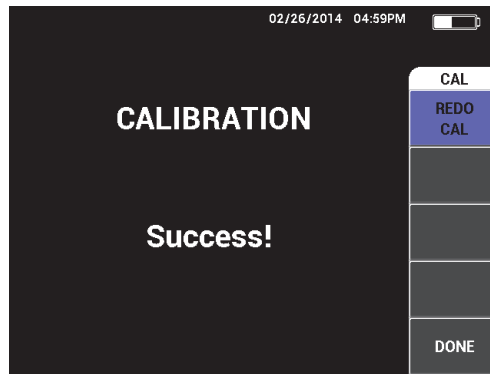 02/26/2014 04:59PM
CAL
REDO
CAL
CALIBRATION
Success!
DONE